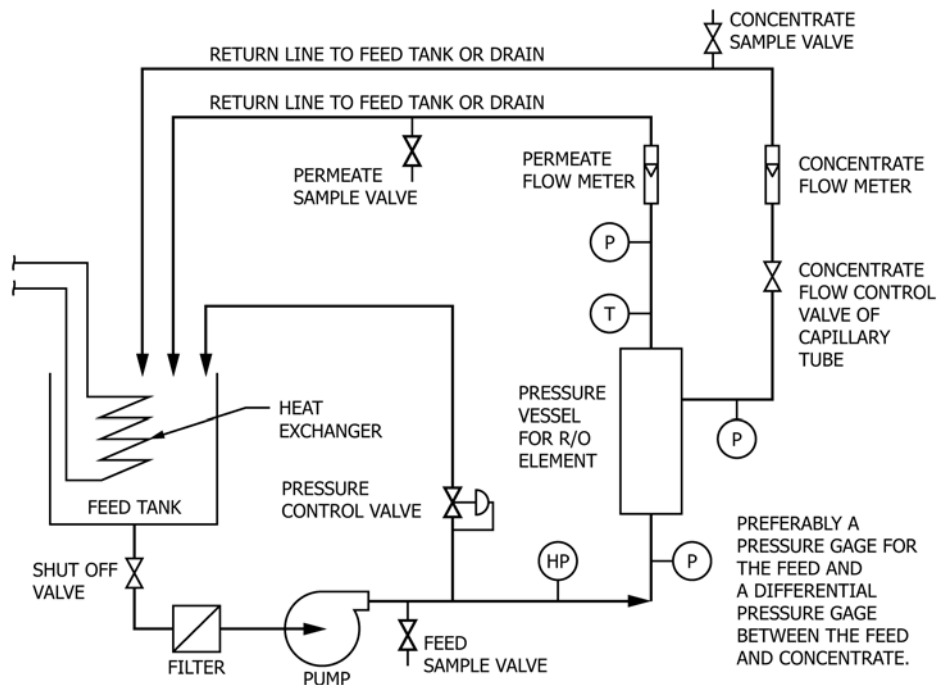 CONCENTRATE
SAMPLE VALVE
RETURN LINE TO FEED TANK OR DRAIN
RETURN LINE TO FEED TANK OR DRAIN
PERMEATE
SAMPLE VALVE
PERMEATE
FLOW METER
CONCENTRATE
FLOW METER
P
T
CONCENTRATE
FLOW CONTROL
VALVE OF
CAPILLARY
TUBE
HEAT
EXCHANGER
PRESSURE
VESSEL
FOR R/O
ELEMENT
P
FEED TANK
PRESSURE
CONTROL VALVE
SHUT OFF
VALVE
HP
P
PREFERABLY A
PRESSURE GAGE FOR
THE FEED AND
A DIFFERENTIAL
PRESSURE GAGE
BETWEEN THE FEED
AND CONCENTRATE.
FILTER
PUMP
FEED
SAMPLE VALVE